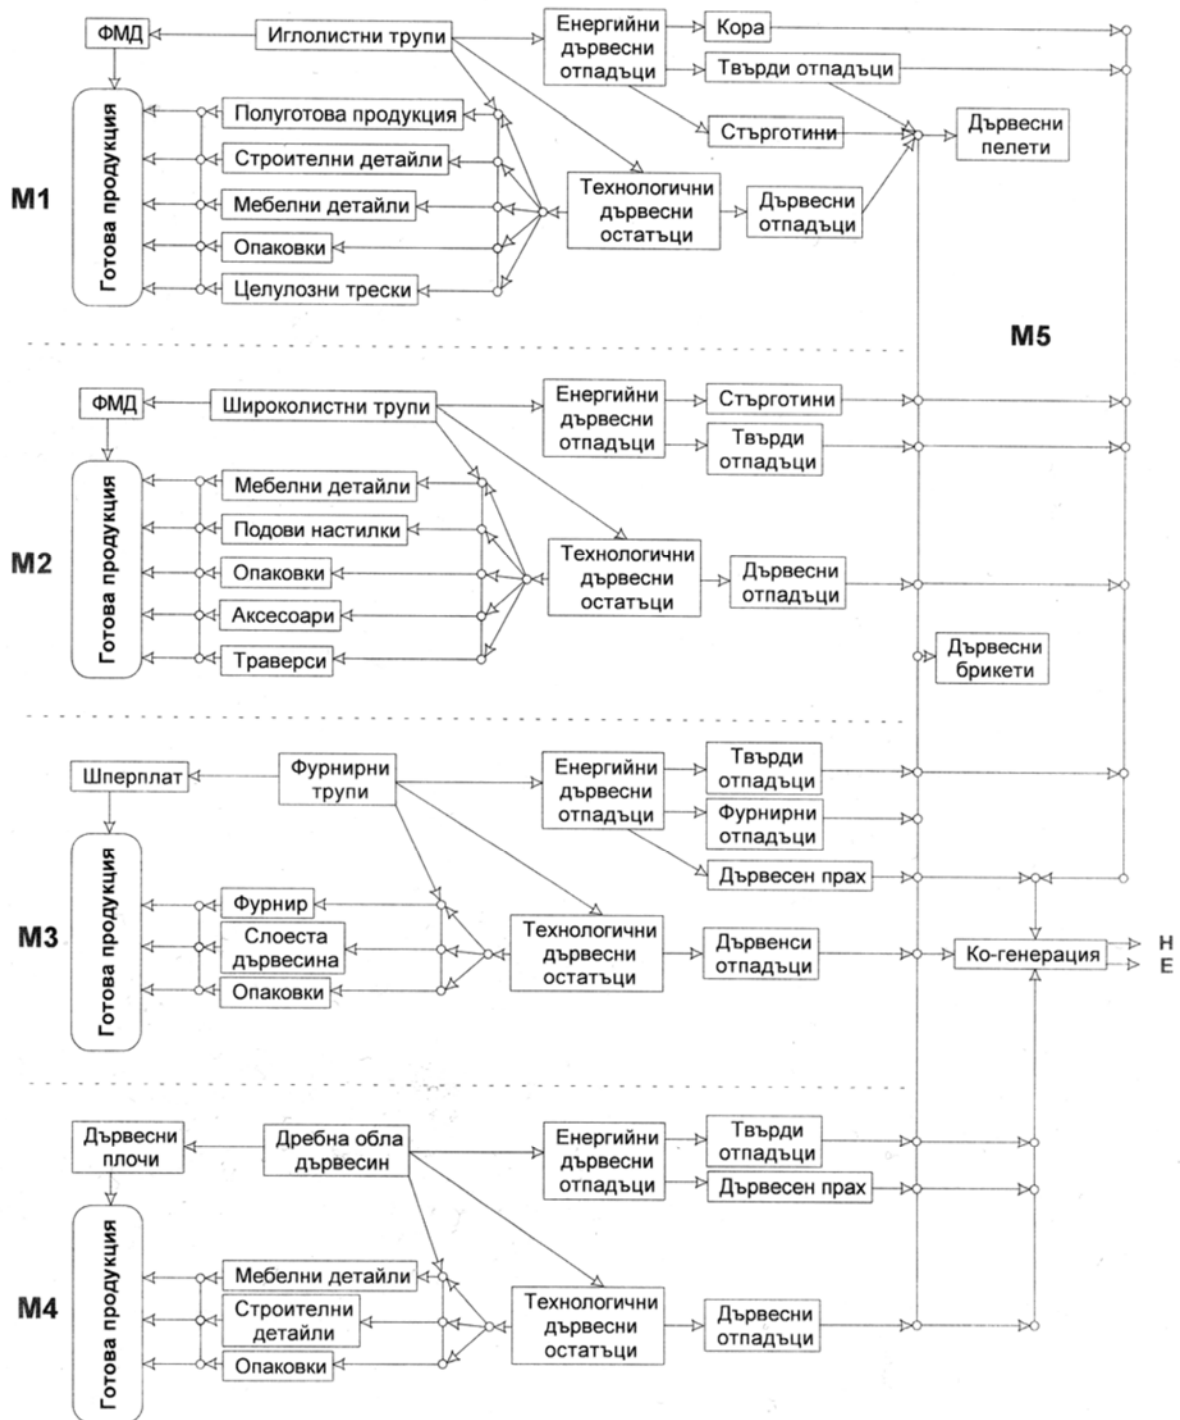 ФМД
Иглолистни трупи
Енергийни
дървесни
отпадъци
Кора
Твърди отпадъци
Стърготини
Дървесни
пелети
Готова продукция
Полуготова продукция
Строителни детайли
Мебелни детайли
Опаковки
Целулозни трески
Технологични
дървесни
остатъци
Дървесни
отпадъци
М1
М5
ФМД
Широколистни трупи
Енергийни
дървесни
отпадъци
Стърготини
Твърди
отпадъци
Готова продукция
Мебелни детайли
Подови настилки
Опаковки
Аксесоари
Траверси
Технологични
дървесни
остатъци
Дървесни
отпадъци
М2
Дървесни
брикети
Шперплат
Фурнирни
трупи
Енергийни
дървесни
отпадъци
Твърди
отпадъци
Фурнирни
отпадъци
Дървесен прах
Готова продукция
Фурнир
Слоеста
дървесина
Опаковки
Технологични
дървесни
остатъци
Дървенси
отпадъци
Ко-генерация
Н
Е
М3
Дървесни
плочи
Дребна обла
дървесин
Енергийни
дървесни
отпадъци
Твърди
отпадъци
Дървесен прах
Готова продукция
Мебелни детайли
Строителни
детайли
Опаковки
Технологични
дървесни
остатъци
Дървесни
отпадъци
М4